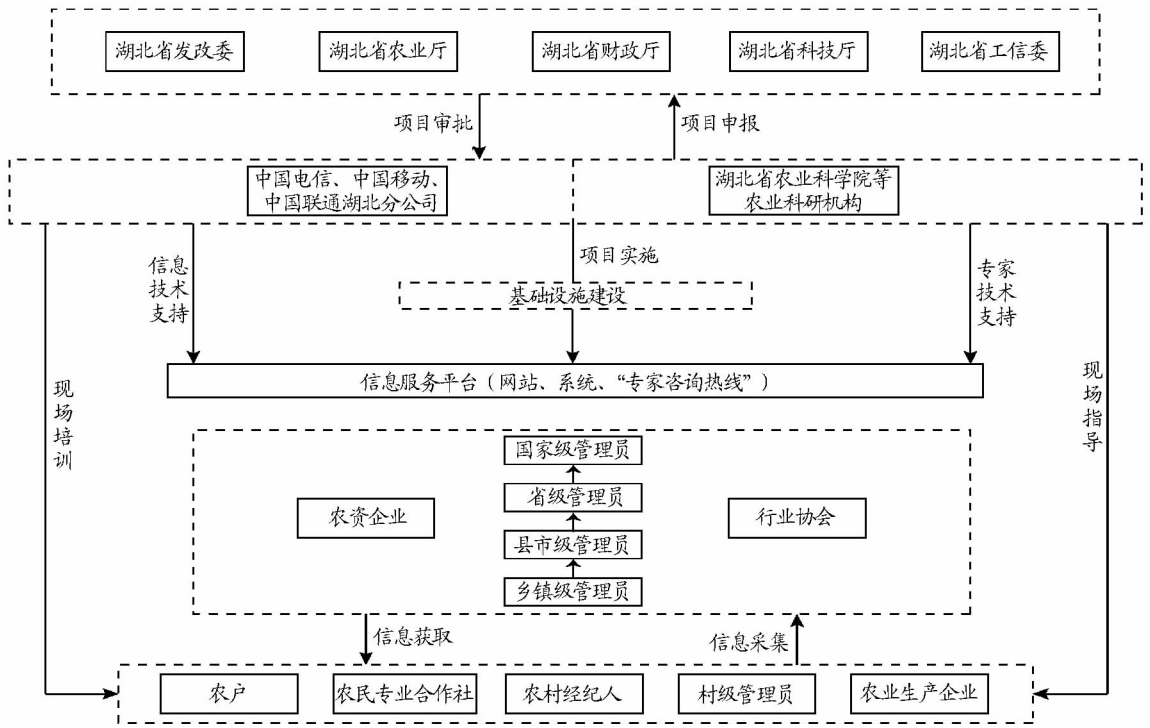 湖北省发改委
湖北省农业厅
湖北省财政厅
湖北省科技厅
湖北省工信委
项目审批
项目申报
中国电信、中国移动、
中国联通湖北分公司
湖北省农业科学院等
农业科研机构
信息
技术
支持
项目实施
专家
技术
支持
基础设施建设
现场培训
信息服务平台（网站、系统、“专家咨询热线”）
现场指导
国家级管理员
农资企业
省级管理员
行业协会
县市级管理员
乡镇级管理员
信息获取
信息采集
农户
农民专业合作社
农村经纪人
村级管理员
农业生产企业